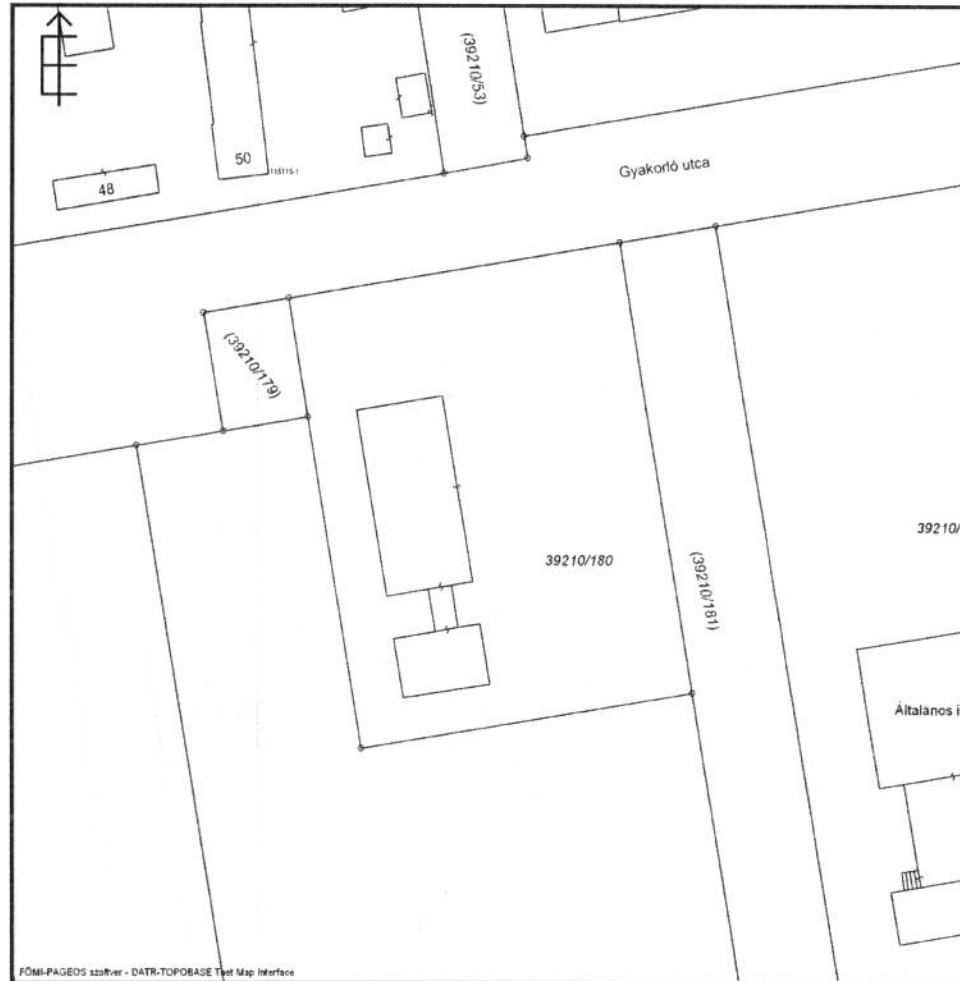 (39210/53)
50
48
Gyakorló utca
(39210/179)
39210/180
39210/
(39210/181)
Általános i
FÖMI-PAGEOS szoftver - DATR-TOPOBASE Test Map Interface